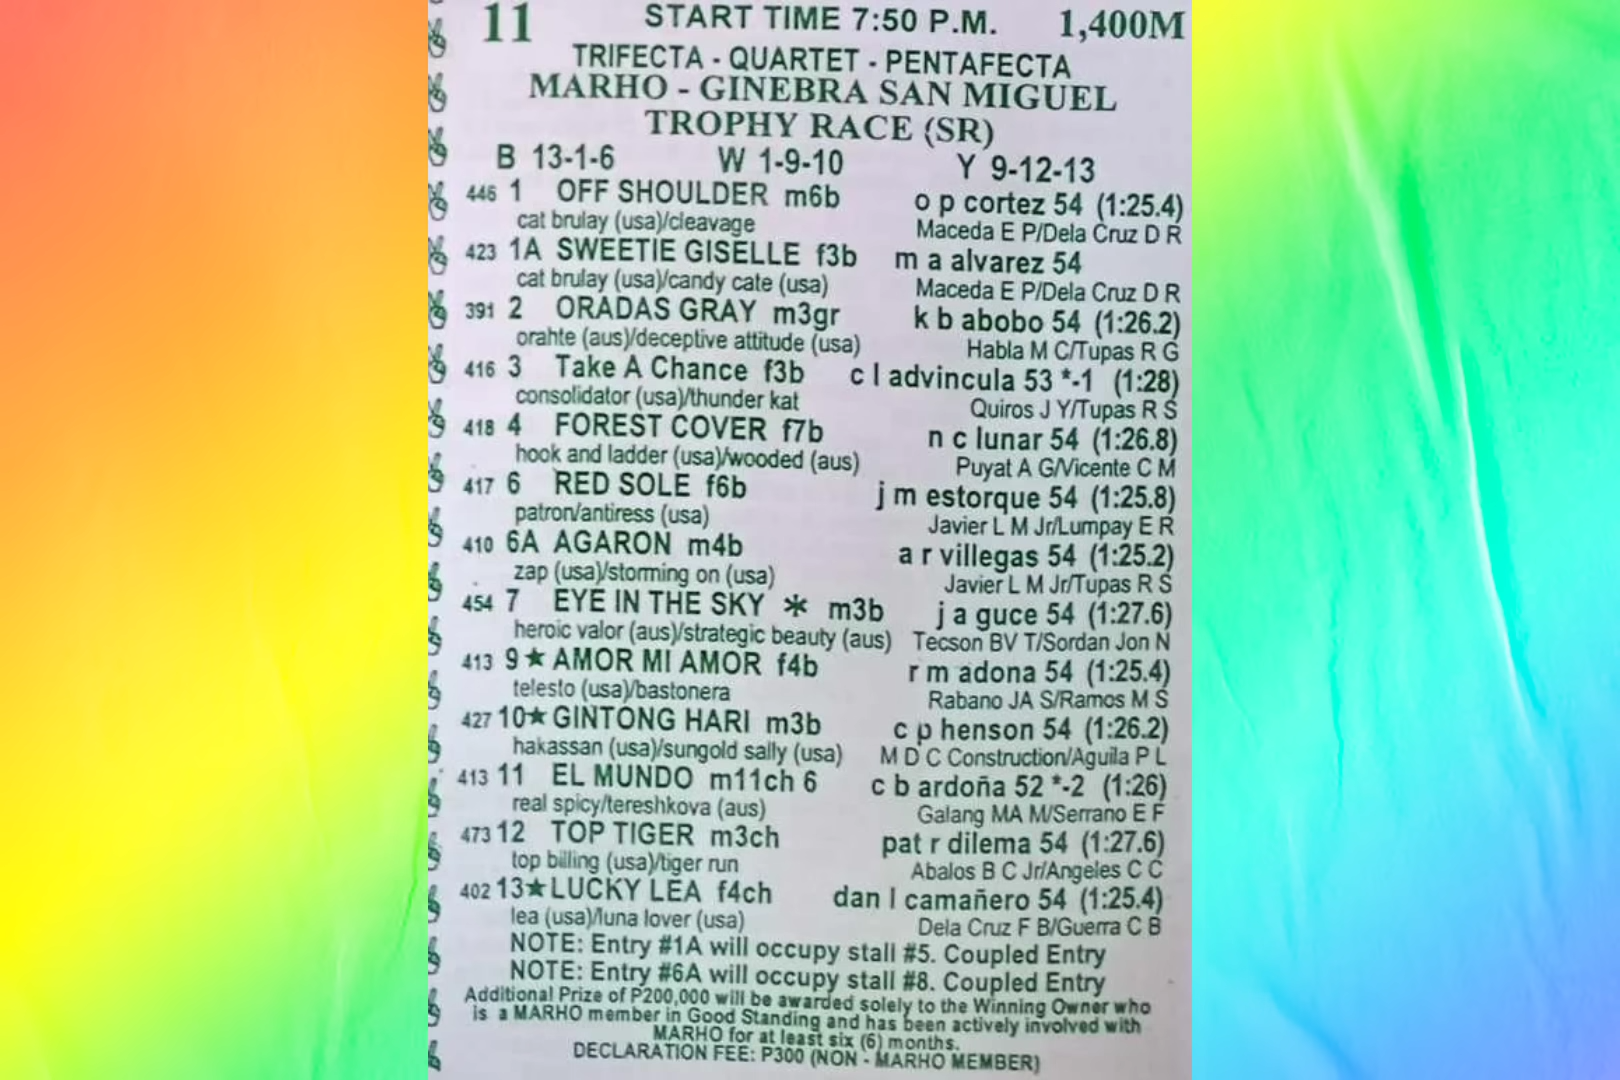 11 START TIME 7:50 P.M. 1,400M
TRIFECTA - QUARTET - PENTAFECTA
MARHO - GINEBRA SAN MIGUEL
TROPHY RACE (SR)
B 13-1-6 W 1-9-10 Y 9-12-13
446 1 OFF SHOULDER m6b o p cortez 54 (1:25.4)
cat brulay (usa)/cleavage Maceda E P/Dela Cruz D R
423 1A SWEETIE GISELLE f3b m a alvarez 54
cat brulay (usa)/candy cate (usa) Maceda E P/Dela Cruz D R
391 2 ORADAS GRAY m3gr k b abobo 54 (1:26.2)
orahte (aus)/deceptive attitude (usa) Habla M C/Tupas R G
416 3 Take A Chance f3b c l advincula 53 *-1 (1:28)
consolidator (usa)/thunder kat Quiros J Y/Tupas R S
418 4 FOREST COVER f7b n c lunar 54 (1:26.8)
hook and ladder (usa)/wooded (aus) Puyat A G/Vicente C M
417 6 RED SOLE f6b j m estorque 54 (1:25.8)
patron/antiress (usa) Javier L M Jr/Lumpay E R
410 6A AGARON m4b a r villegas 54 (1:25.2)
zap (usa)/storming on (usa) Javier L M Jr/Tupas R S
454 7 EYE IN THE SKY * m3b j a guce 54 (1:27.6)
heroic valor (aus)/strategic beauty (aus) Tecson BV T/Sordan Jon N
413 9★ AMOR MI AMOR f4b r m adona 54 (1:25.4)
telesto (usa)/bastonera Rabano JA S/Ramos M S
427 10★ GINTONG HARI m3b c p henson 54 (1:26.2)
hakassan (usa)/sungold sally (usa) M D C Construction/Aguila P L
413 11 EL MUNDO m11ch 6 c b ardoña 52 *-2 (1:26)
real spicy/tereshkova (aus) Galang MA M/Serrano E F
473 12 TOP TIGER m3ch pat r dilema 54 (1:27.6)
top billing (usa)/tiger run Abalos B C Jr/Angeles C C
402 13★ LUCKY LEA f4ch dan l camañero 54 (1:25.4)
lea (usa)/luna lover (usa) Dela Cruz F B/Guerra C B
NOTE: Entry #1A will occupy stall #5. Coupled Entry
NOTE: Entry #6A will occupy stall #8. Coupled Entry
Additional Prize of P200,000 will be awarded solely to the Winning Owner who
is a MARHO member in Good Standing and has been actively involved with
MARHO for at least six (6) months.
DECLARATION FEE: P300 (NON - MARHO MEMBER)